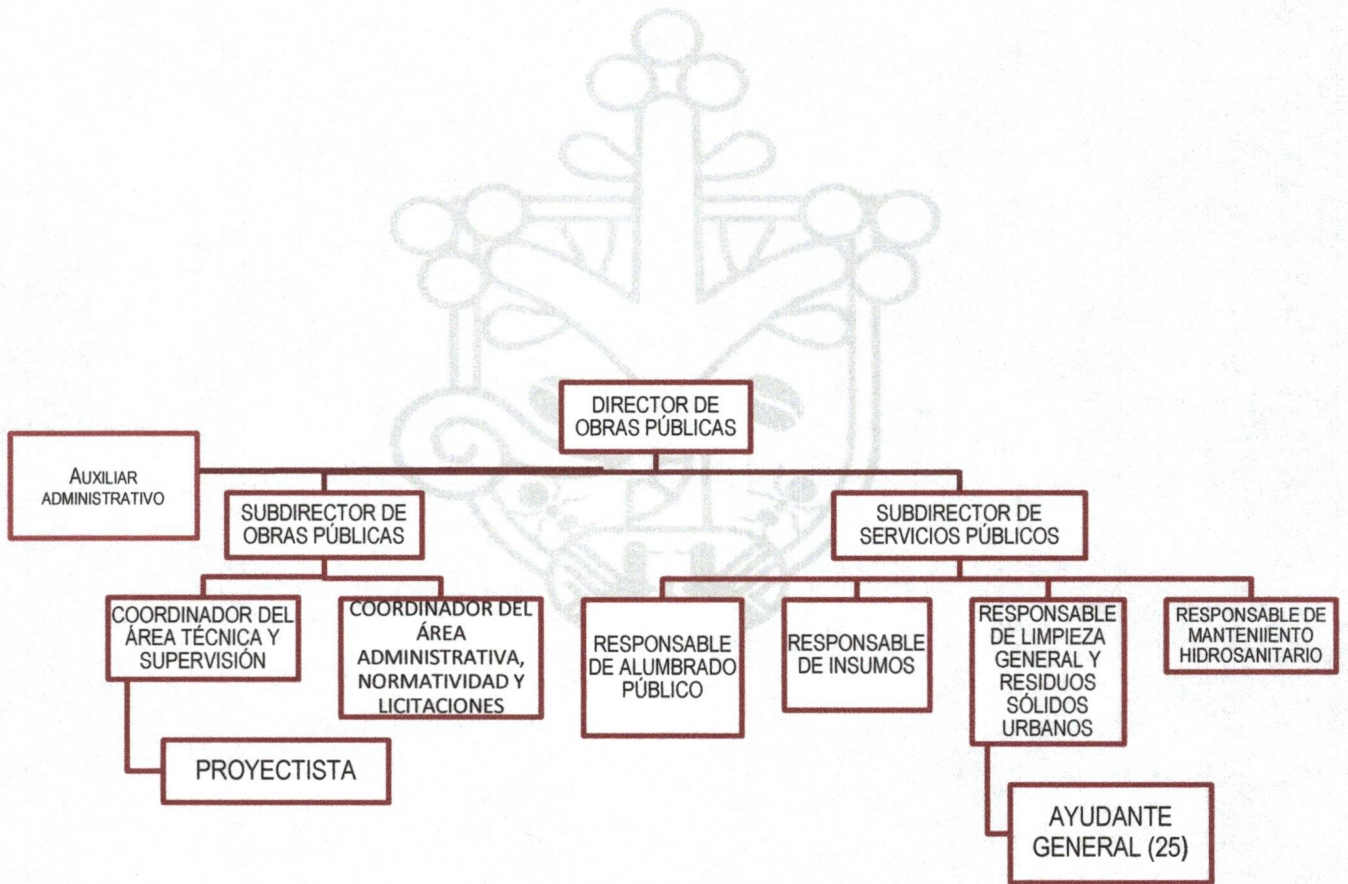 DIRECTOR DE
OBRAS PÚBLICAS
AUXILIAR
ADMINISTRATIVO
SUBDIRECTOR DE
OBRAS PÚBLICAS
SUBDIRECTOR DE
SERVICIOS PÚBLICOS
COORDINADOR DEL
ÁREA TÉCNICA Y
SUPERVISIÓN
COORDINADOR DEL
ÁREA
ADMINISTRATIVA,
NORMATIVIDAD Y
LICITACIONES
RESPONSABLE
DE ALUMBRADO
PÚBLICO
RESPONSABLE
DE INSUMOS
RESPONSABLE
DE LIMPIEZA
GENERAL Y
RESIDUOS
SÓLIDOS
URBANOS
RESPONSABLE DE
MANTENIIENTO
HIDROSANITARIO
PROYECTISTA
AYUDANTE
GENERAL (25)